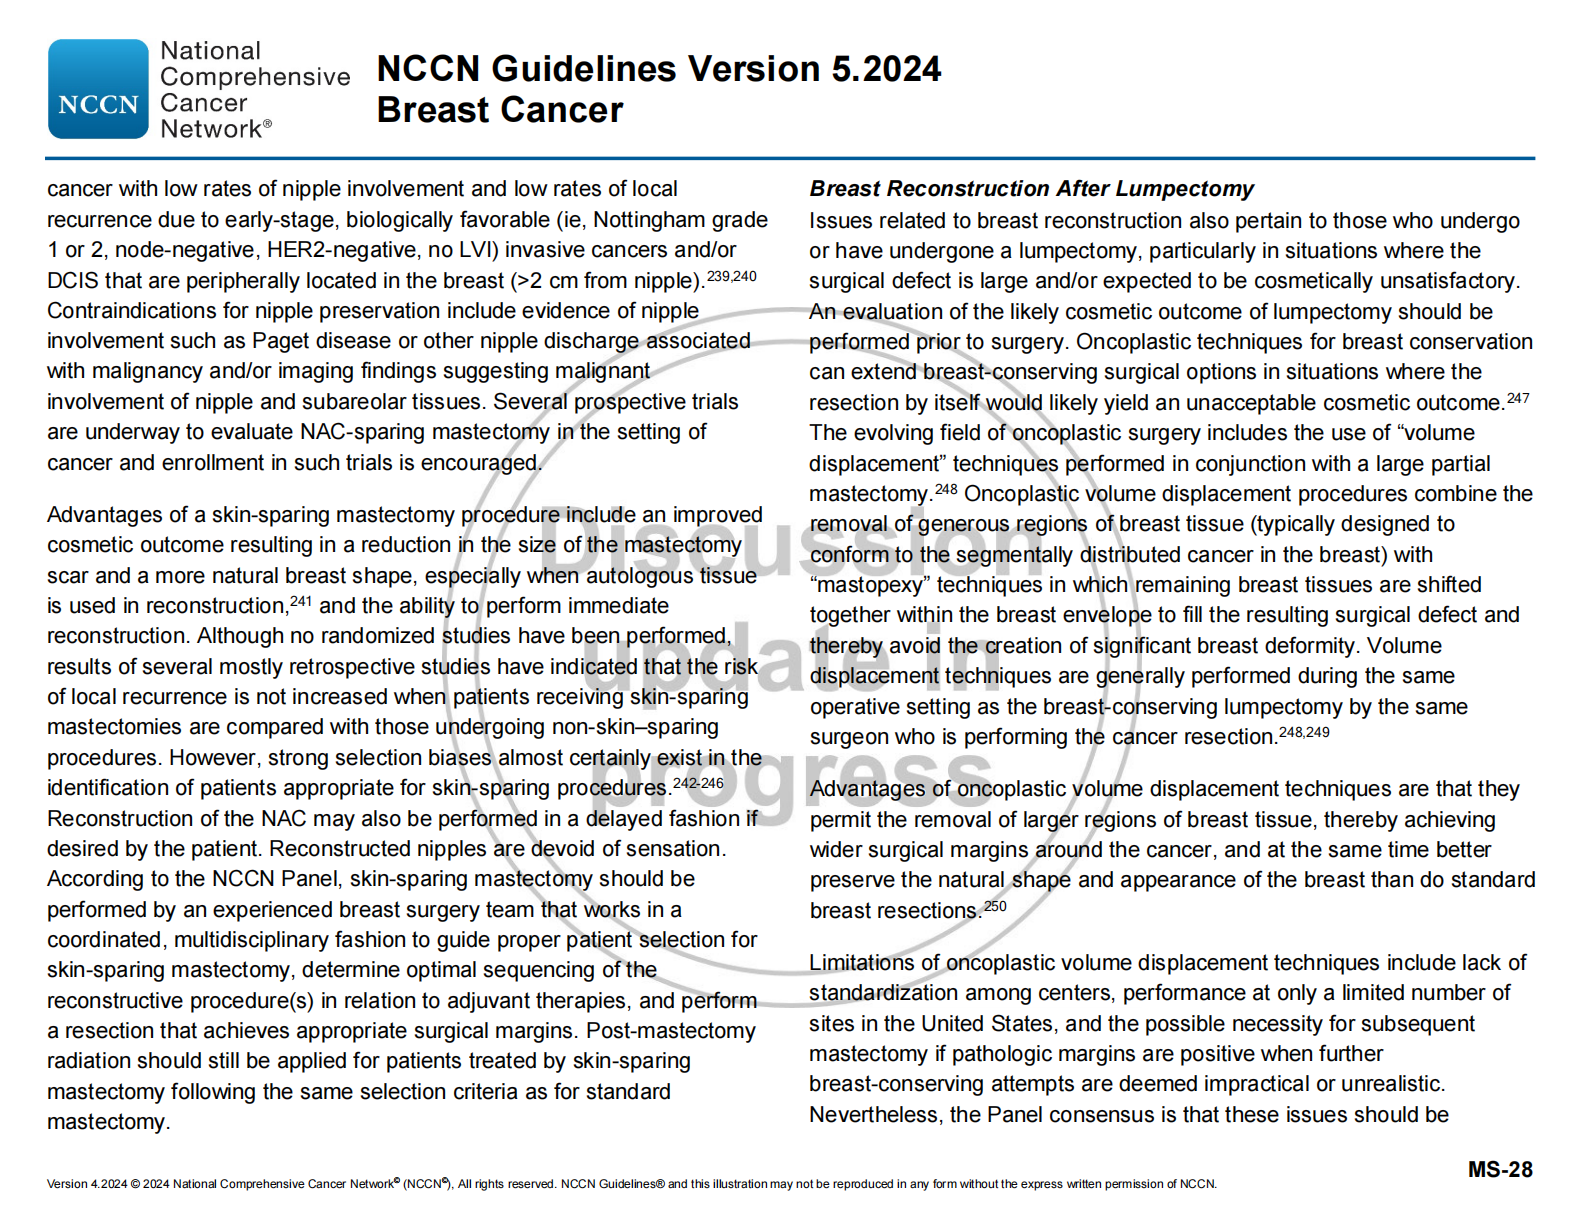 NCCN
National
Comprehensive
Cancer
Network®
NCCN Guidelines Version 5.2024
Breast Cancer
cancer with low rates of nipple involvement and low rates of local
recurrence due to early-stage, biologically favorable (ie, Nottingham grade
1 or 2, node-negative, HER2-negative, no LVI) invasive cancers and/or
DCIS that are peripherally located in the breast (>2 cm from nipple).239,240
Contraindications for nipple preservation include evidence of nipple
involvement such as Paget disease or other nipple discharge associated
with malignancy and/or imaging findings suggesting malignant
involvement of nipple and subareolar tissues. Several prospective trials
are underway to evaluate NAC-sparing mastectomy in the setting of
cancer and enrollment in such trials is encouraged.
Advantages of a skin-sparing mastectomy procedure include an improved
cosmetic outcome resulting in a reduction in the size of the mastectomy
scar and a more natural breast shape, especially when autologous tissue
is used in reconstruction,241 and the ability to perform immediate
reconstruction. Although no randomized studies have been performed,
results of several mostly retrospective studies have indicated that the risk
of local recurrence is not increased when patients receiving skin-sparing
mastectomies are compared with those undergoing non-skin–sparing
procedures. However, strong selection biases almost certainly exist in the
identification of patients appropriate for skin-sparing procedures.242-246
Reconstruction of the NAC may also be performed in a delayed fashion if
desired by the patient. Reconstructed nipples are devoid of sensation.
According to the NCCN Panel, skin-sparing mastectomy should be
performed by an experienced breast surgery team that works in a
coordinated, multidisciplinary fashion to guide proper patient selection for
skin-sparing mastectomy, determine optimal sequencing of the
reconstructive procedure(s) in relation to adjuvant therapies, and perform
a resection that achieves appropriate surgical margins. Post-mastectomy
radiation should still be applied for patients treated by skin-sparing
mastectomy following the same selection criteria as for standard
mastectomy.
Breast Reconstruction After Lumpectomy
Issues related to breast reconstruction also pertain to those who undergo
or have undergone a lumpectomy, particularly in situations where the
surgical defect is large and/or expected to be cosmetically unsatisfactory.
An evaluation of the likely cosmetic outcome of lumpectomy should be
performed prior to surgery. Oncoplastic techniques for breast conservation
can extend breast-conserving surgical options in situations where the
resection by itself would likely yield an unacceptable cosmetic outcome.247
The evolving field of oncoplastic surgery includes the use of “volume
displacement” techniques performed in conjunction with a large partial
mastectomy.248 Oncoplastic volume displacement procedures combine the
removal of generous regions of breast tissue (typically designed to
conform to the segmentally distributed cancer in the breast) with
“mastopexy” techniques in which remaining breast tissues are shifted
together within the breast envelope to fill the resulting surgical defect and
thereby avoid the creation of significant breast deformity. Volume
displacement techniques are generally performed during the same
operative setting as the breast-conserving lumpectomy by the same
surgeon who is performing the cancer resection.248,249
Advantages of oncoplastic volume displacement techniques are that they
permit the removal of larger regions of breast tissue, thereby achieving
wider surgical margins around the cancer, and at the same time better
preserve the natural shape and appearance of the breast than do standard
breast resections.250
Limitations of oncoplastic volume displacement techniques include lack of
standardization among centers, performance at only a limited number of
sites in the United States, and the possible necessity for subsequent
mastectomy if pathologic margins are positive when further
breast-conserving attempts are deemed impractical or unrealistic.
Nevertheless, the Panel consensus is that these issues should be
Discussion
update in
progress
MS-28
Version 4.2024 © 2024 National Comprehensive Cancer Network© (NCCN©), All rights reserved. NCCN Guidelines® and this illustration may not be reproduced in any form without the express written permission of NCCN.